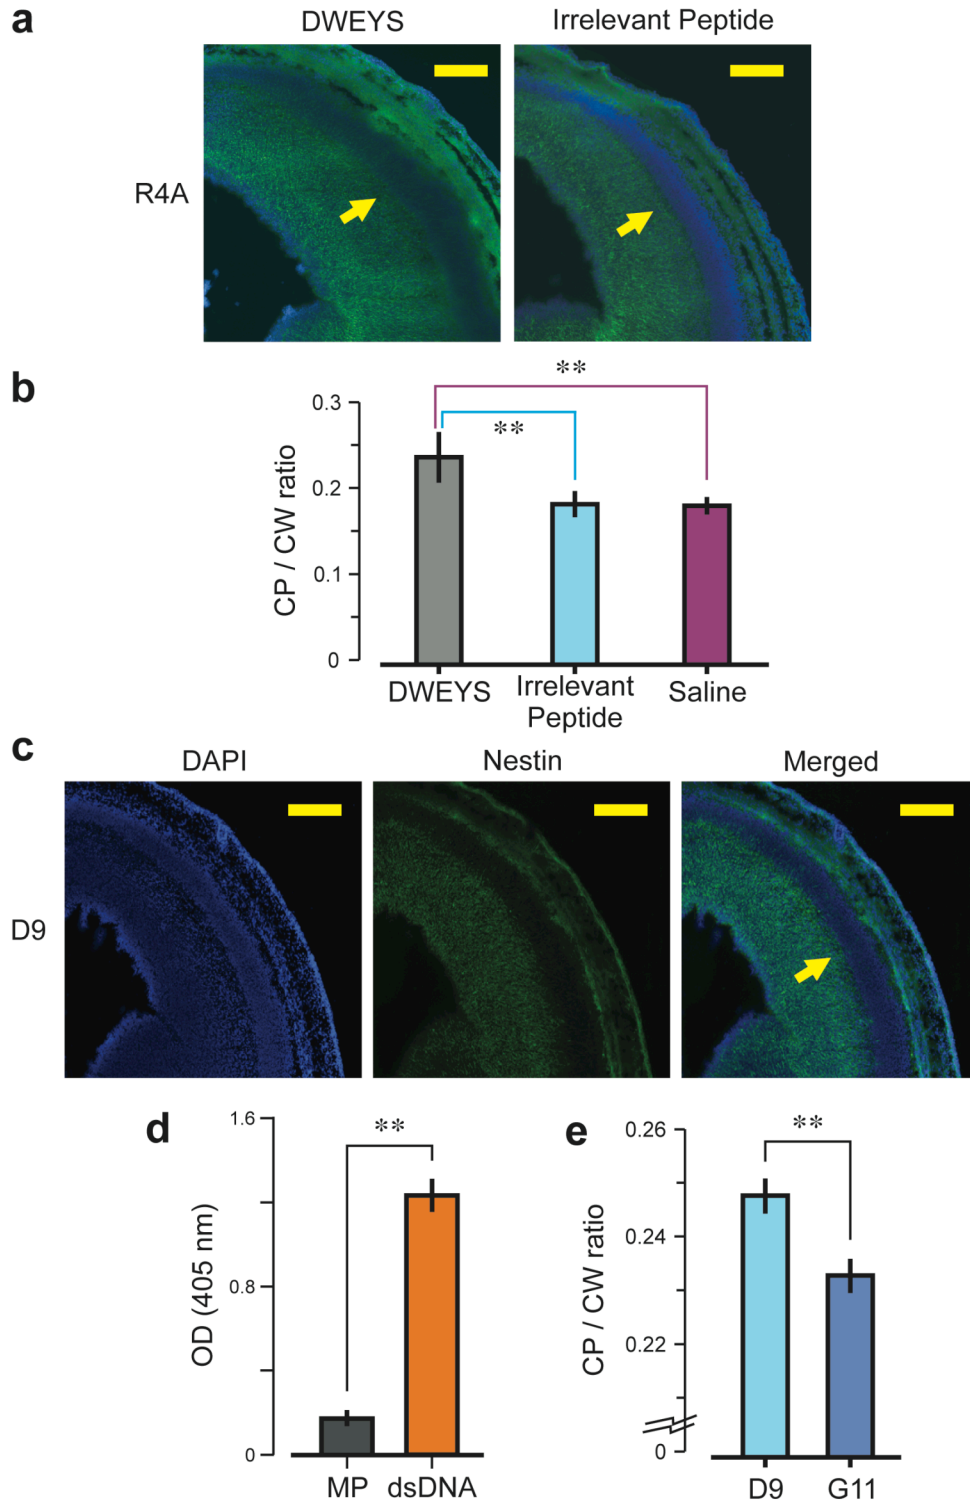 a
DWEYS
Irrelevant Peptide
R4A
b
**
**
0.3
0.2
0.1
0
CP / CW ratio
DWEYS
Irrelevant
Peptide
Saline
c
DAPI
Nestin
Merged
D9
d
**
1.6
0.8
0
OD (405 nm)
MP
dsDNA
e
**
0.26
0.24
0.22
0
CP / CW ratio
D9
G11